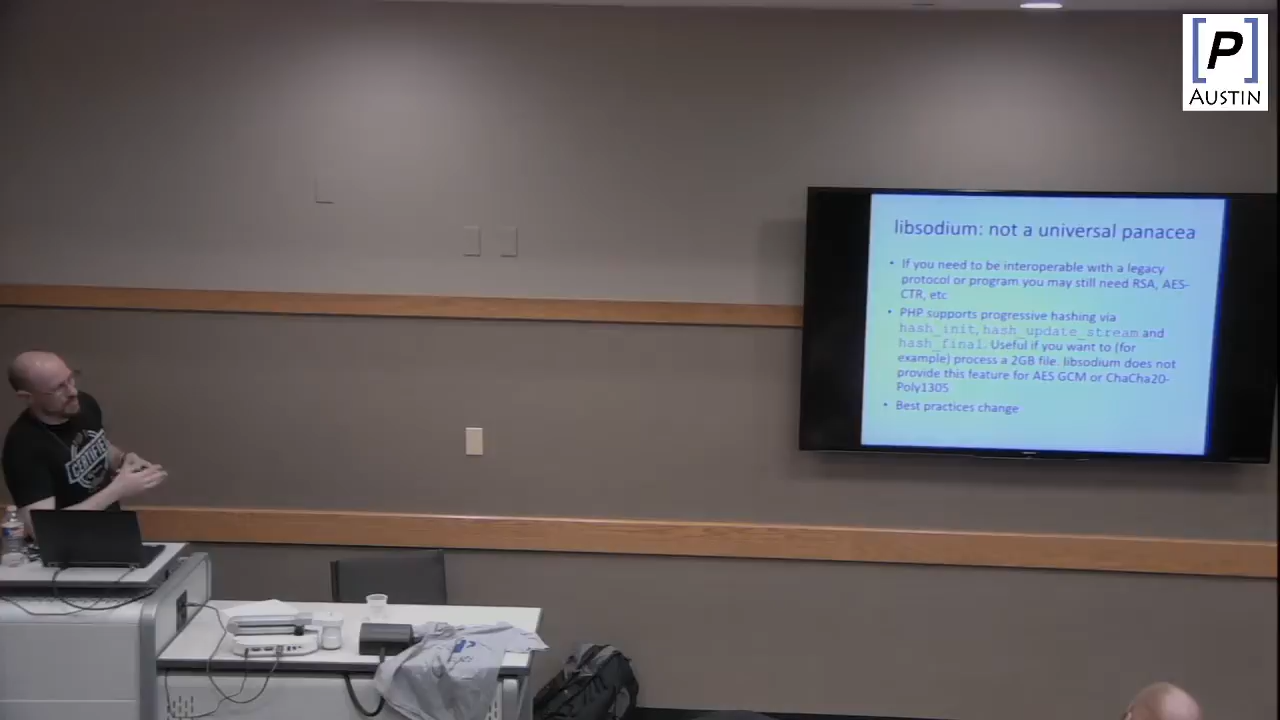 [P]
AUSTIN
libsodium: not a universal panacea
• If you need to be interoperable with a legacy
protocol or program you may still need RSA, AES-
CTR, etc
• PHP supports progressive hashing via
hash_init, hash_update_stream and
hash_final. Useful if you want to (for
example) process a 2GB file. libsodium does not
provide this feature for AES GCM or ChaCha20-
Poly1305
• Best practices change
CERTIFIED